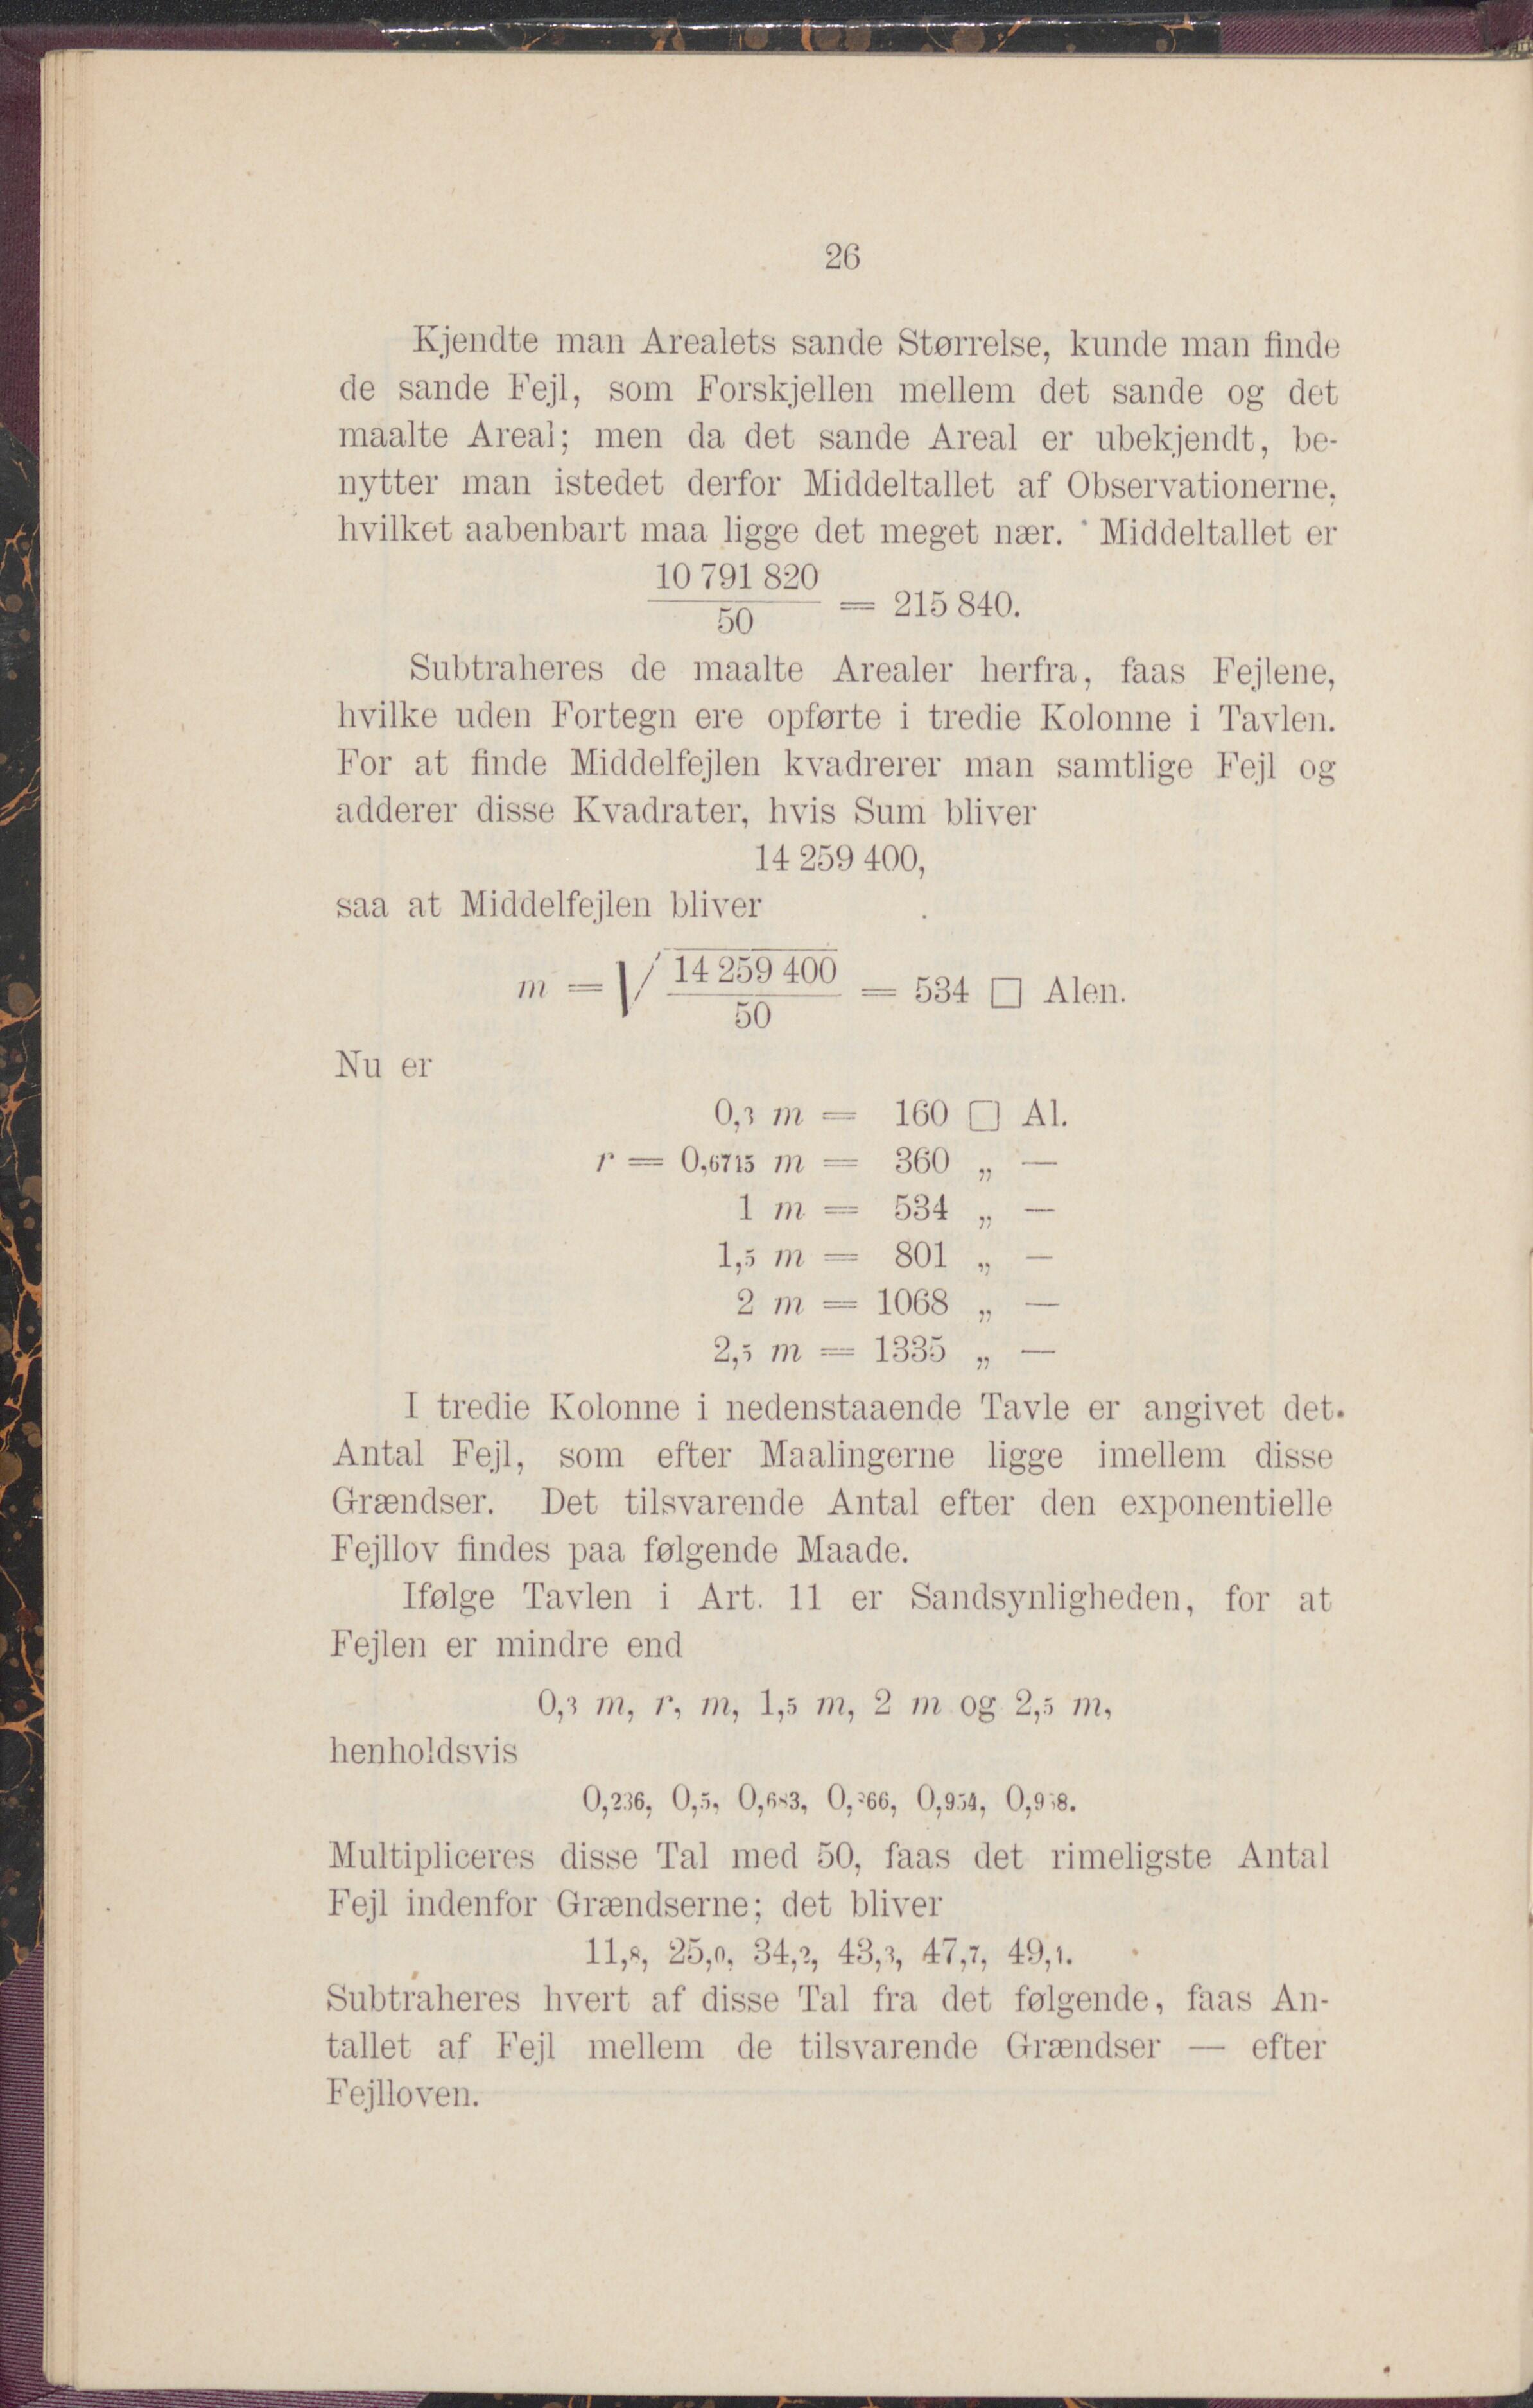 26
Kjendte man Arealets sande Størrelse, kunde man finde
de sande Fejl, som Forskjellen mellem det sande og det
maalte Areal; men da det sande Areal er ubekjendt, be-
nytter man istedet derfor Middeltallet af Observationerne,
hvilket aabenbart maa ligge det meget nær. Middeltallet er
10 791 820
50
= 215 840.
Subtraheres de maalte Arealer herfra, faas Fejlene,
hvilke uden Fortegn ere opførte i tredie Kolonne i Tavlen.
For at finde Middelfejlen kvadrerer man samtlige Fejl og
adderer disse Kvadrater, hvis Sum bliver
14 259 400,
saa at Middelfejlen bliver
m = √ 14 259 400
50
= 534 □ Alen.
Nu er
0,3 m = 160 □ Al.
r = 0,6745 m = 360 „ —
1 m = 534 „ —
1,5 m = 801 „ —
2 m = 1068 „ —
2,5 m = 1335 „ —
I tredie Kolonne i nedenstaaende Tavle er angivet det
Antal Fejl, som efter Maalingerne ligge imellem disse
Grændser. Det tilsvarende Antal efter den exponentielle
Fejllov findes paa følgende Maade.
Ifølge Tavlen i Art. 11 er Sandsynligheden, for at
Fejlen er mindre end
0,3 m, r, m, 1,5 m, 2 m og 2,5 m,
henholdsvis
0,236, 0,5, 0,683, 0,866, 0,954, 0,988.
Multipliceres disse Tal med 50, faas det rimeligste Antal
Fejl indenfor Grændserne; det bliver
11,8, 25,0, 34,2, 43,3, 47,7, 49,4.
Subtraheres hvert af disse Tal fra det følgende, faas An-
tallet af Fejl mellem de tilsvarende Grændser — efter
Fejlloven.